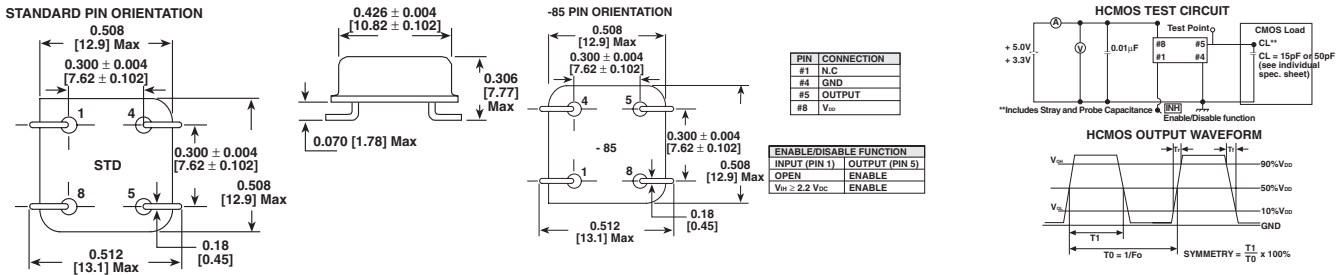 STANDARD PIN ORIENTATION
0.508
[12.9] Max
0.300 ± 0.004
[7.62 ± 0.102]
1
4
STD
8
5
0.300 ± 0.004
[7.62 ± 0.102]
0.508
[12.9] Max
0.18
[0.45]
0.512
[13.1] Max
0.426 ± 0.004
[10.82 ± 0.102]
0.306
[7.77]
Max
0.070 [1.78] Max
-85 PIN ORIENTATION
0.508
[12.9] Max
0.300 ± 0.004
[7.62 ± 0.102]
4
5
- 85
1
8
0.300 ± 0.004
[7.62 ± 0.102]
0.508
[12.9] Max
0.18
[0.45]
0.512
[13.1] Max
PIN CONNECTION
#1 N.C
#4 GND
#5 OUTPUT
#8 VDD
ENABLE/DISABLE FUNCTION
INPUT (PIN 1) OUTPUT (PIN 5)
OPEN ENABLE
VIH ≥ 2.2 VDC ENABLE
HCMOS TEST CIRCUIT
A
Test Point
CMOS Load
+ 5.0V
+ 3.3V
V
0.01µF
#8 #5
#1 #4
CL**
CL = 15pF or 50pF
(see individual
spec. sheet)
**Includes Stray and Probe Capacitance
INH
Enable/Disable function
HCMOS OUTPUT WAVEFORM
Tr
Tf
VOH
90%VDD
50%VDD
VOL
10%VDD
GND
T1
T0 = 1/Fo
SYMMETRY = T1/T0 x 100%